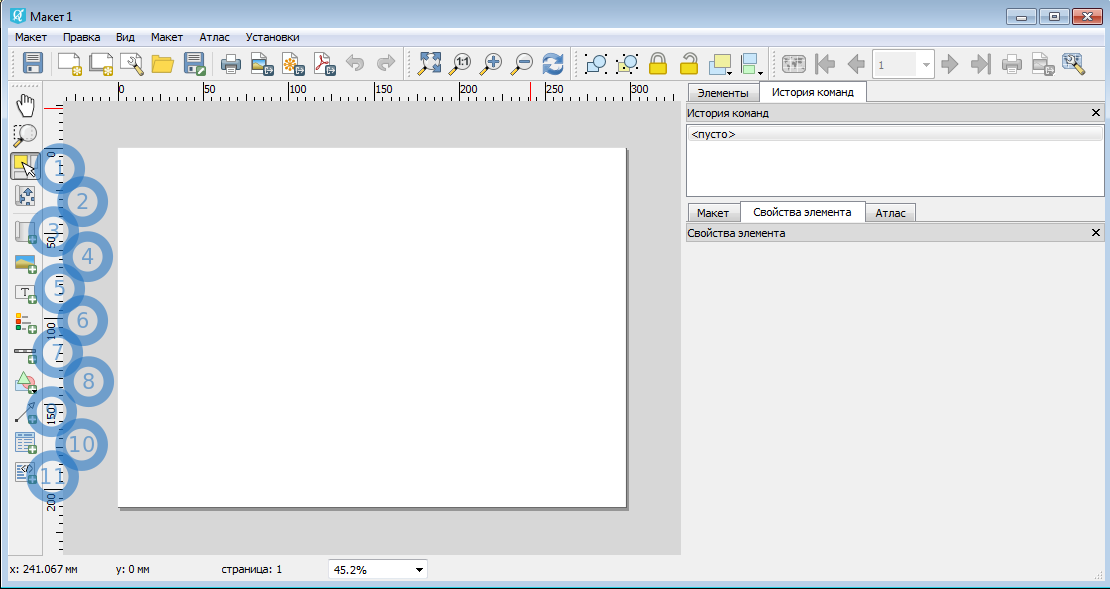 Макет1
Макет Правка Вид Макет Атлас Установки
1:1
1
0 50 100 150 200 250 300
Элементы История команд
История команд
<пусто>
Макет Свойства элемента Атлас
Свойства элемента
0
1
2
3
50
4
T
5
6
100
7
8
9
150
10
11
200
x: 241.067 мм y: 0 мм страница: 1 45.2%